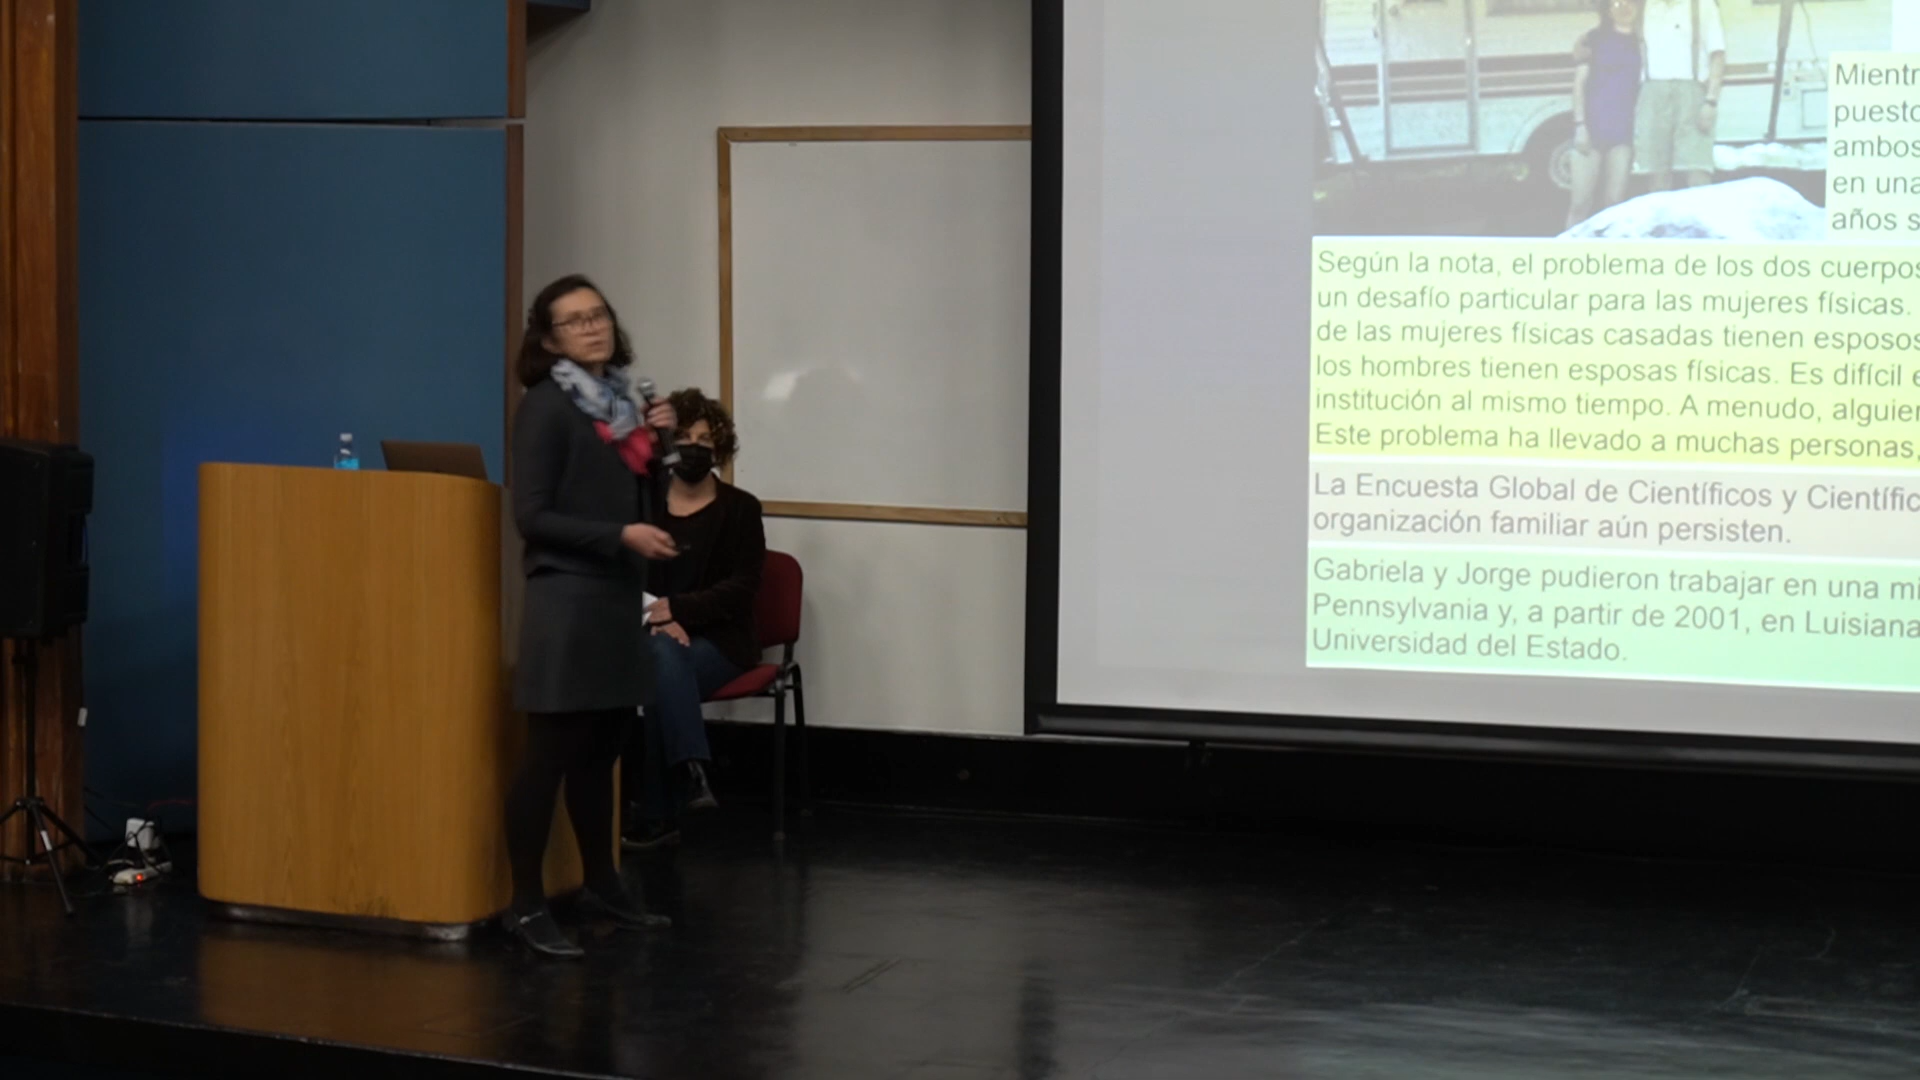 Mientr
puesto
ambos
en una
años s
Según la nota, el problema de los dos cuerpos
un desafío particular para las mujeres físicas.
de las mujeres físicas casadas tienen esposos
los hombres tienen esposas físicas. Es difícil e
institución al mismo tiempo. A menudo, alguien
Este problema ha llevado a muchas personas,
La Encuesta Global de Científicos y Científic
organización familiar aún persisten.
Gabriela y Jorge pudieron trabajar en una mi
Pennsylvania y, a partir de 2001, en Luisiana
Universidad del Estado.